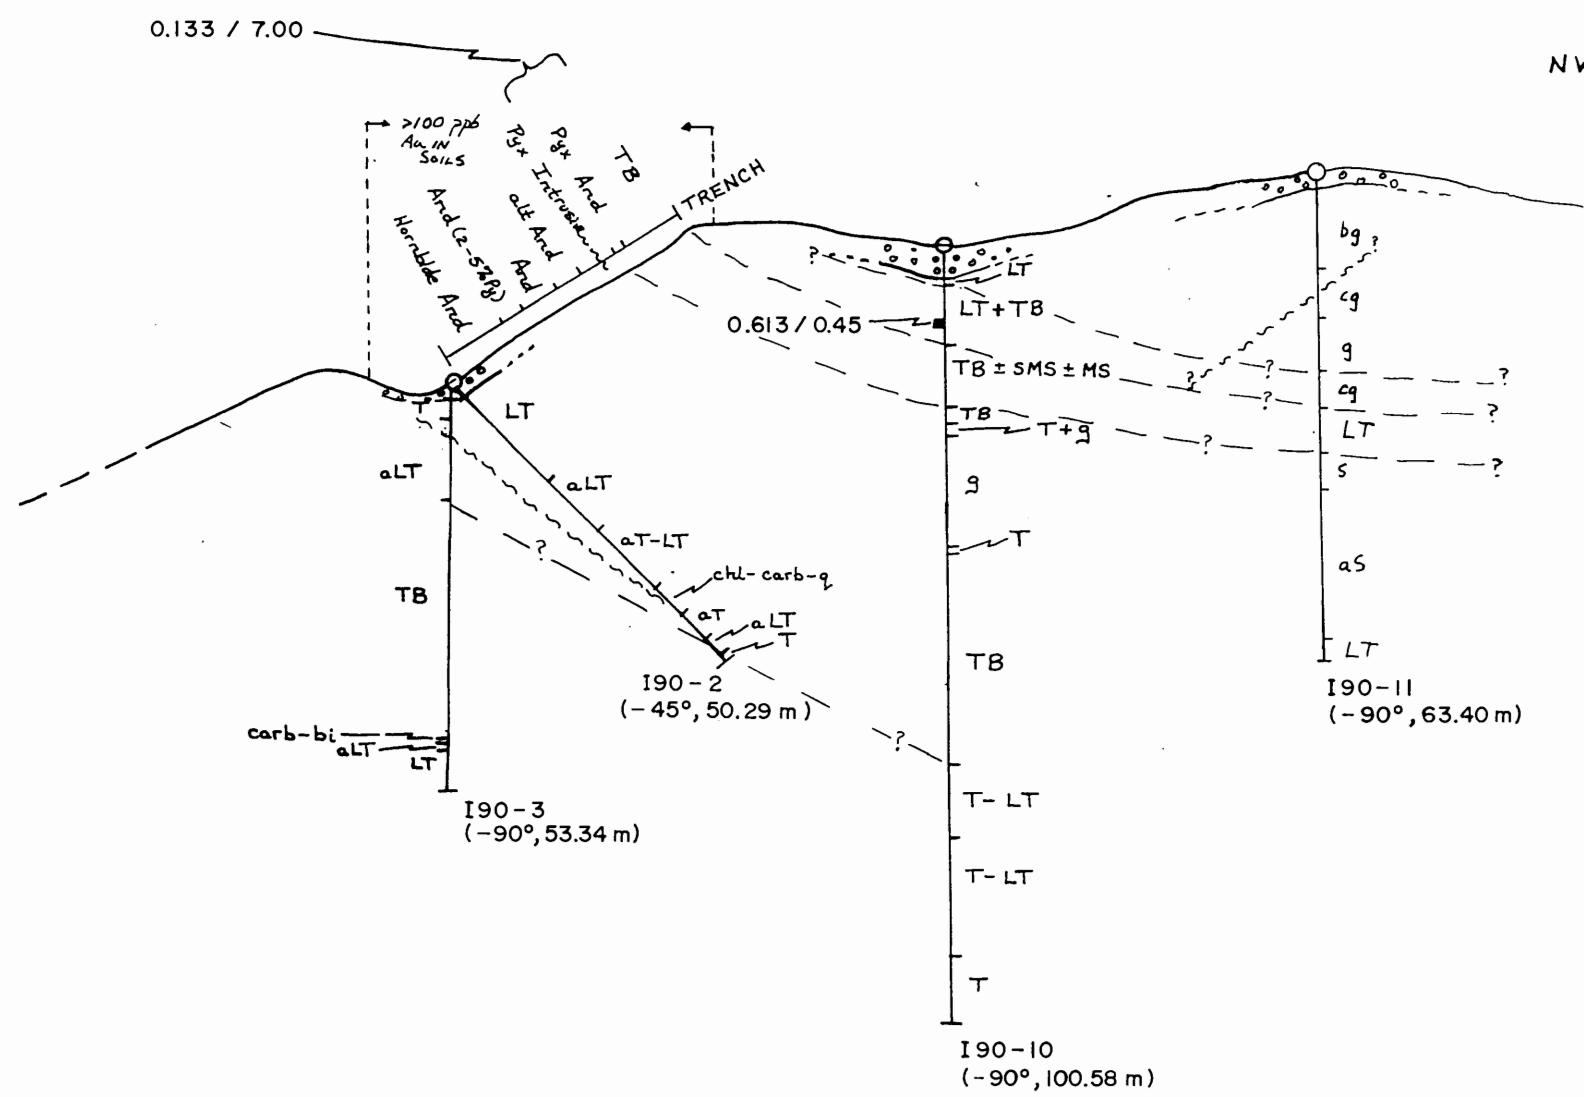 0.133 / 7.00
NW
>100 ppb
Au IN
SOILS
TB
Pyx And
Pyx Intrusive
alt And
And
And (2-5% Py)
Hornblde And
TRENCH
?
LT
LT+TB
0.613 / 0.45
TB ± SMS ± MS
TB
T+g
g
T
TB
?
T-LT
T-LT
T
I90-10
(-90°, 100.58 m)
bg
?
cg
g
?
?
?
cg
?
?
LT
?
s
?
aS
LT
I90-11
(-90°, 63.40 m)
T
LT
aLT
aLT
aT-LT
?
chl-carb-q
TB
aT
aLT
T
I90-2
(-45°, 50.29 m)
carb-bi
aLT
LT
I90-3
(-90°, 53.34 m)